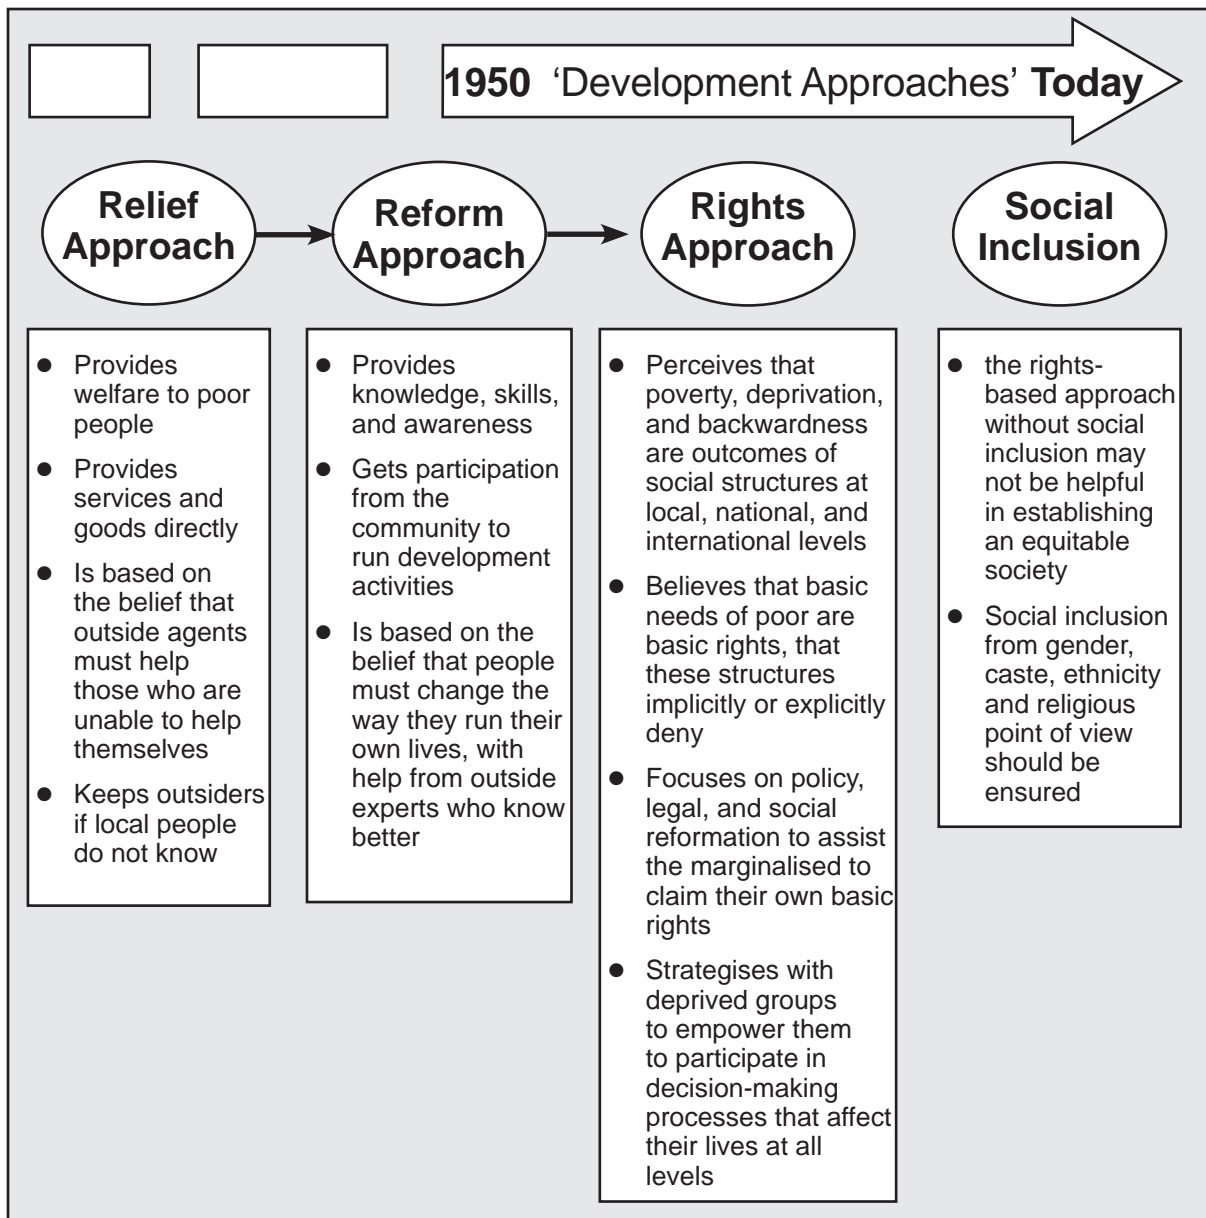 1950 ‘Development Approaches’ Today
Relief
Approach
Reform
Approach
Rights
Approach
Social
Inclusion
● Provides
welfare to poor
people
● Provides
services and
goods directly
● Is based on
the belief that
outside agents
must help
those who are
unable to help
themselves
● Keeps outsiders
if local people
do not know
● Provides
knowledge, skills,
and awareness
● Gets participation
from the
community to
run development
activities
● Is based on the
belief that people
must change the
way they run their
own lives, with
help from outside
experts who know
better
● Perceives that
poverty, deprivation,
and backwardness
are outcomes of
social structures at
local, national, and
international levels
● Believes that basic
needs of poor are
basic rights, that
these structures
implicitly or explicitly
deny
● Focuses on policy,
legal, and social
reformation to assist
the marginalised to
claim their own basic
rights
● Strategises with
deprived groups
to empower them
to participate in
decision-making
processes that affect
their lives at all
levels
● the rights-
based approach
without social
inclusion may
not be helpful
in establishing
an equitable
society
● Social inclusion
from gender,
caste, ethnicity
and religious
point of view
should be
ensured